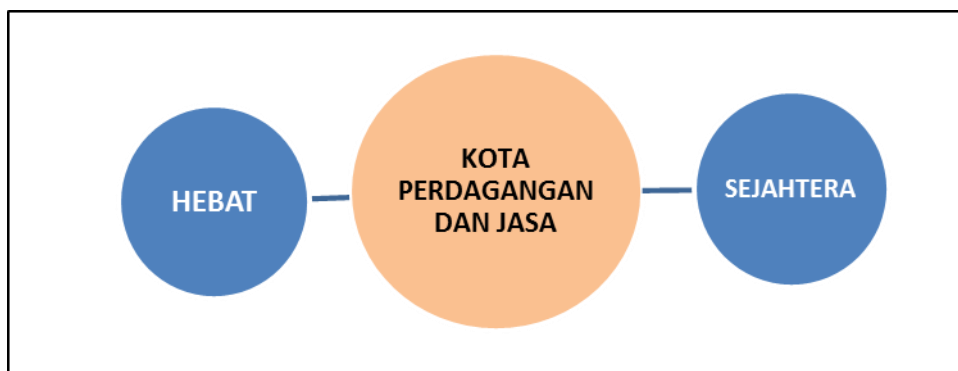 HEBAT
KOTA
PERDAGANGAN
DAN JASA
SEJAHTERA